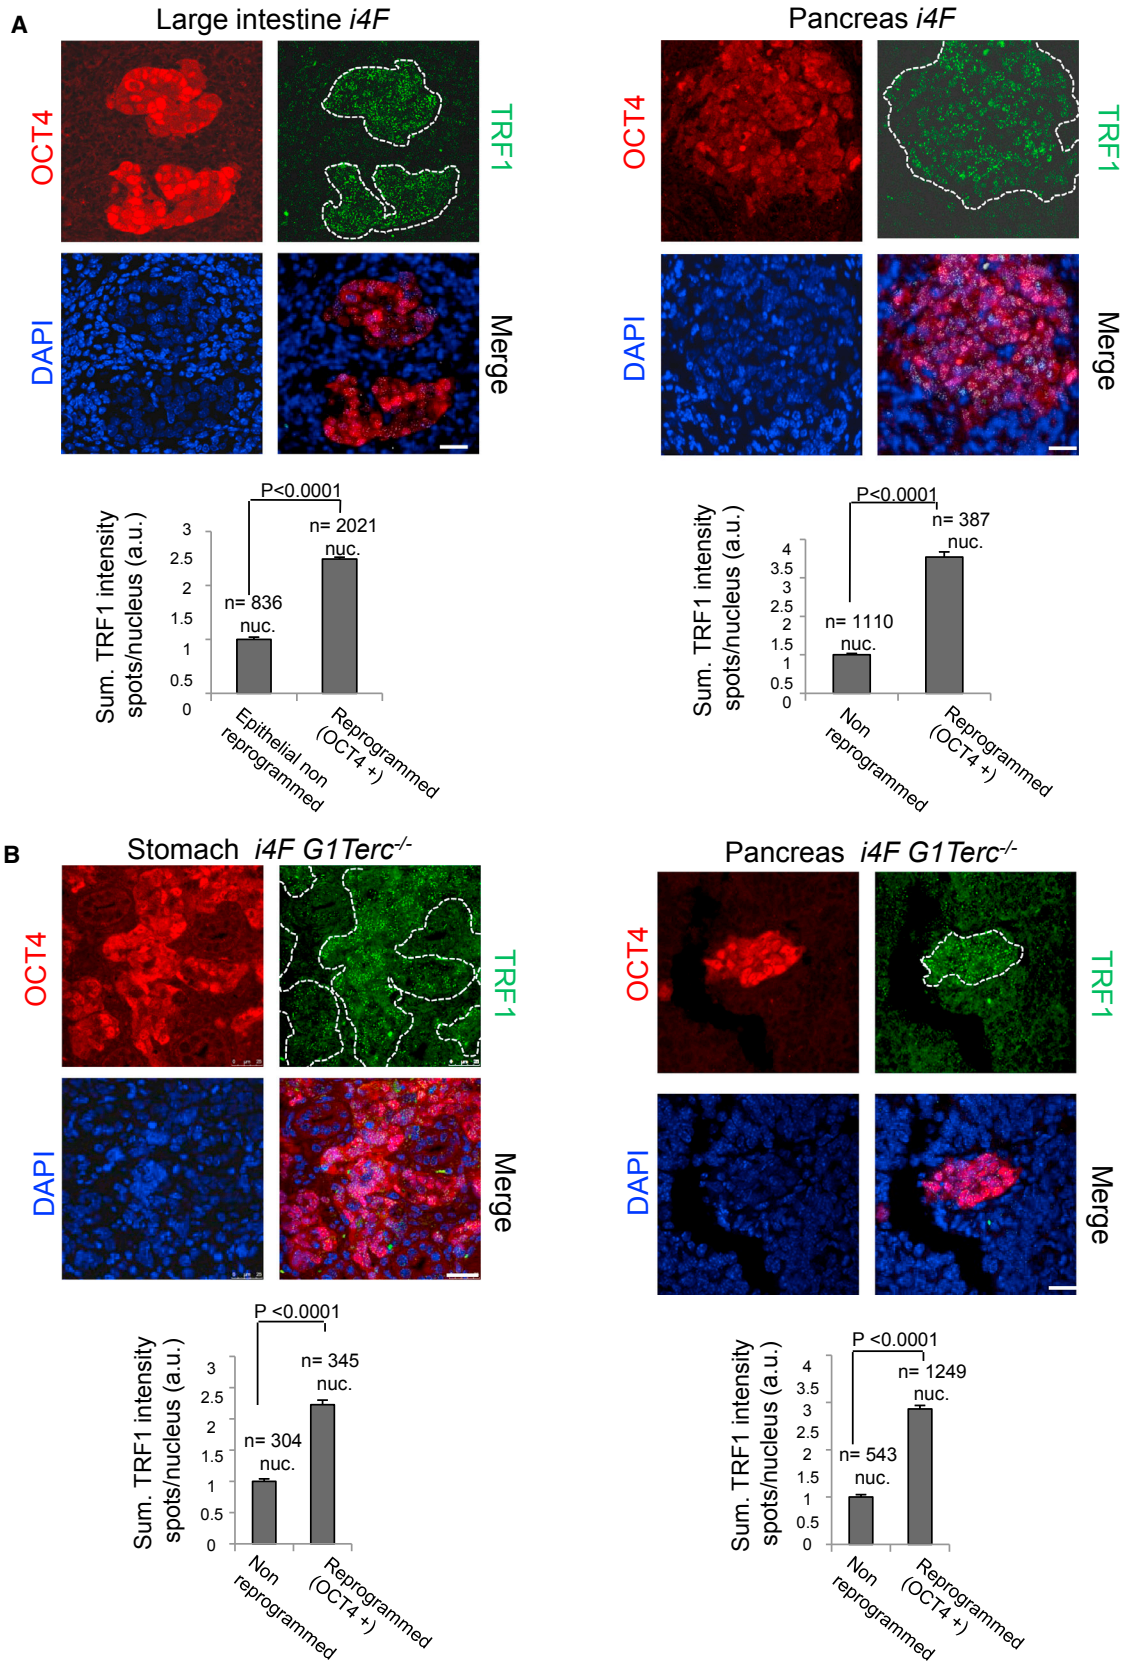 A
Large intestine i4F
OCT4
TRF1
DAPI
Merge
Sum. TRF1 intensity
spots/nucleus (a.u.)
3
2.5
2
1.5
1
0.5
0
P<0.0001
n= 836
nuc.
n= 2021
nuc.
Epithelial non
reprogrammed
Reprogrammed
(OCT4 +)
Pancreas i4F
OCT4
TRF1
DAPI
Merge
Sum. TRF1 intensity
spots/nucleus (a.u.)
4
3.5
3
2.5
2
1.5
1
0.5
0
P<0.0001
n= 1110
nuc.
n= 387
nuc.
Non
reprogrammed
Reprogrammed
(OCT4 +)
B
Stomach i4F G1Terc-/-
OCT4
TRF1
DAPI
Merge
Sum. TRF1 intensity
spots/nucleus (a.u.)
3
2.5
2
1.5
1
0.5
0
P <0.0001
n= 304
nuc.
n= 345
nuc.
Non
reprogrammed
Reprogrammed
(OCT4 +)
Pancreas i4F G1Terc-/-
OCT4
TRF1
DAPI
Merge
Sum. TRF1 intensity
spots/nucleus (a.u.)
4
3.5
3
2.5
2
1.5
1
0.5
0
P <0.0001
n= 543
nuc.
n= 1249
nuc.
Non
reprogrammed
Reprogrammed
(OCT4 +)